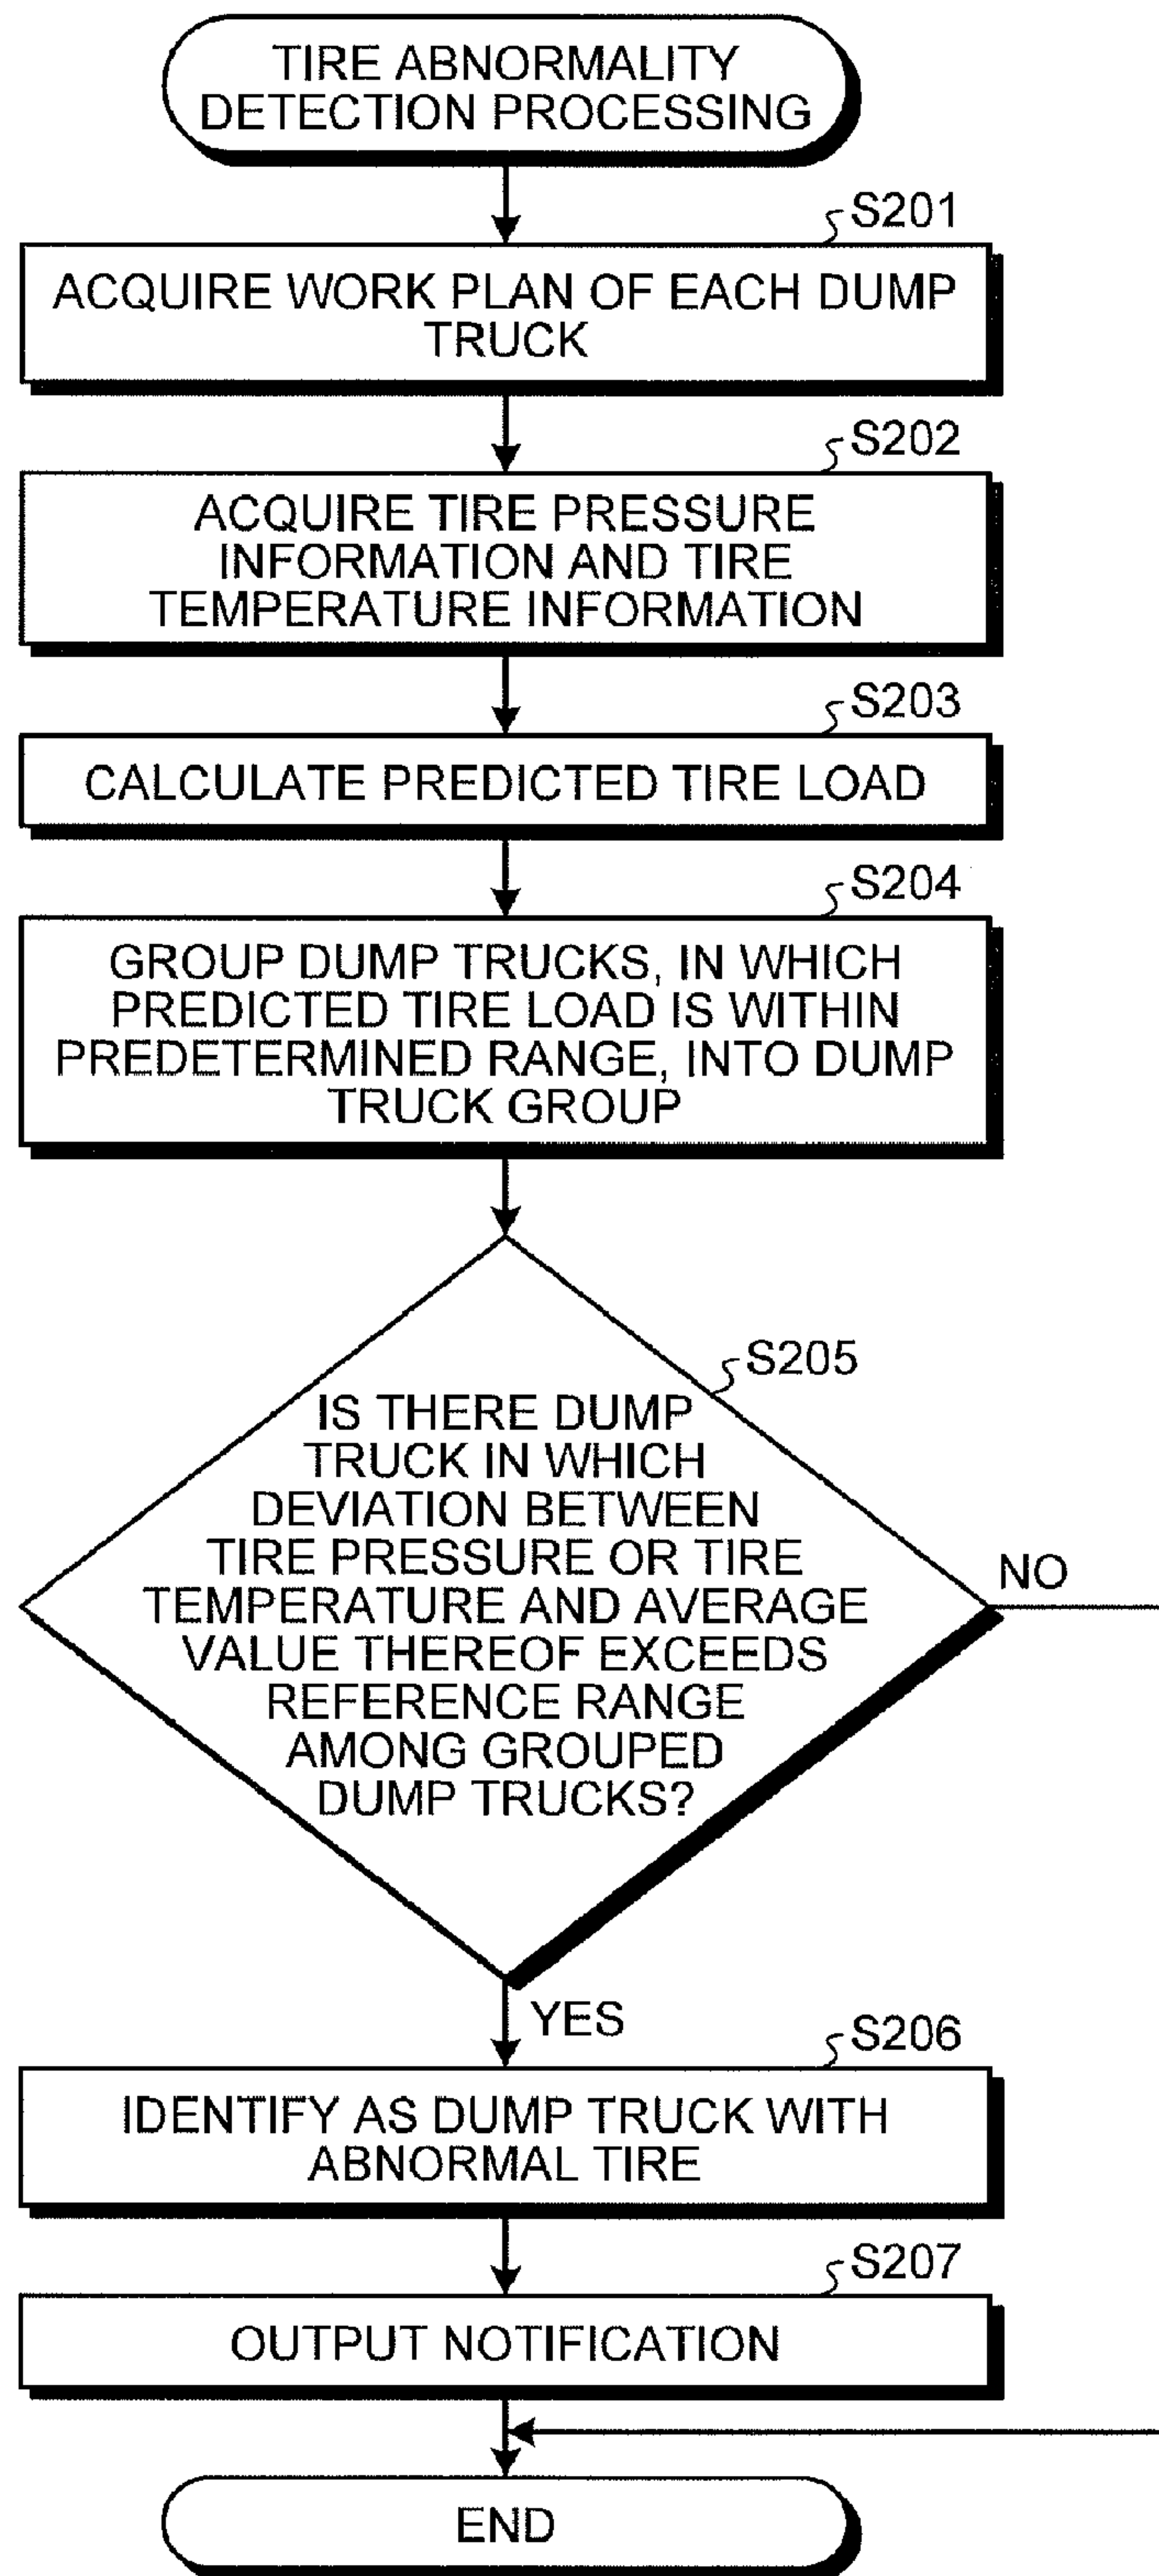 TIRE ABNORMALITY
DETECTION PROCESSING
S201
ACQUIRE WORK PLAN OF EACH DUMP
TRUCK
S202
ACQUIRE TIRE PRESSURE
INFORMATION AND TIRE
TEMPERATURE INFORMATION
S203
CALCULATE PREDICTED TIRE LOAD
S204
GROUP DUMP TRUCKS, IN WHICH
PREDICTED TIRE LOAD IS WITHIN
PREDETERMINED RANGE, INTO DUMP
TRUCK GROUP
S205
IS THERE DUMP
TRUCK IN WHICH
DEVIATION BETWEEN
TIRE PRESSURE OR TIRE
TEMPERATURE AND AVERAGE
VALUE THEREOF EXCEEDS
REFERENCE RANGE
AMONG GROUPED
DUMP TRUCKS?
NO
YES
S206
IDENTIFY AS DUMP TRUCK WITH
ABNORMAL TIRE
S207
OUTPUT NOTIFICATION
END